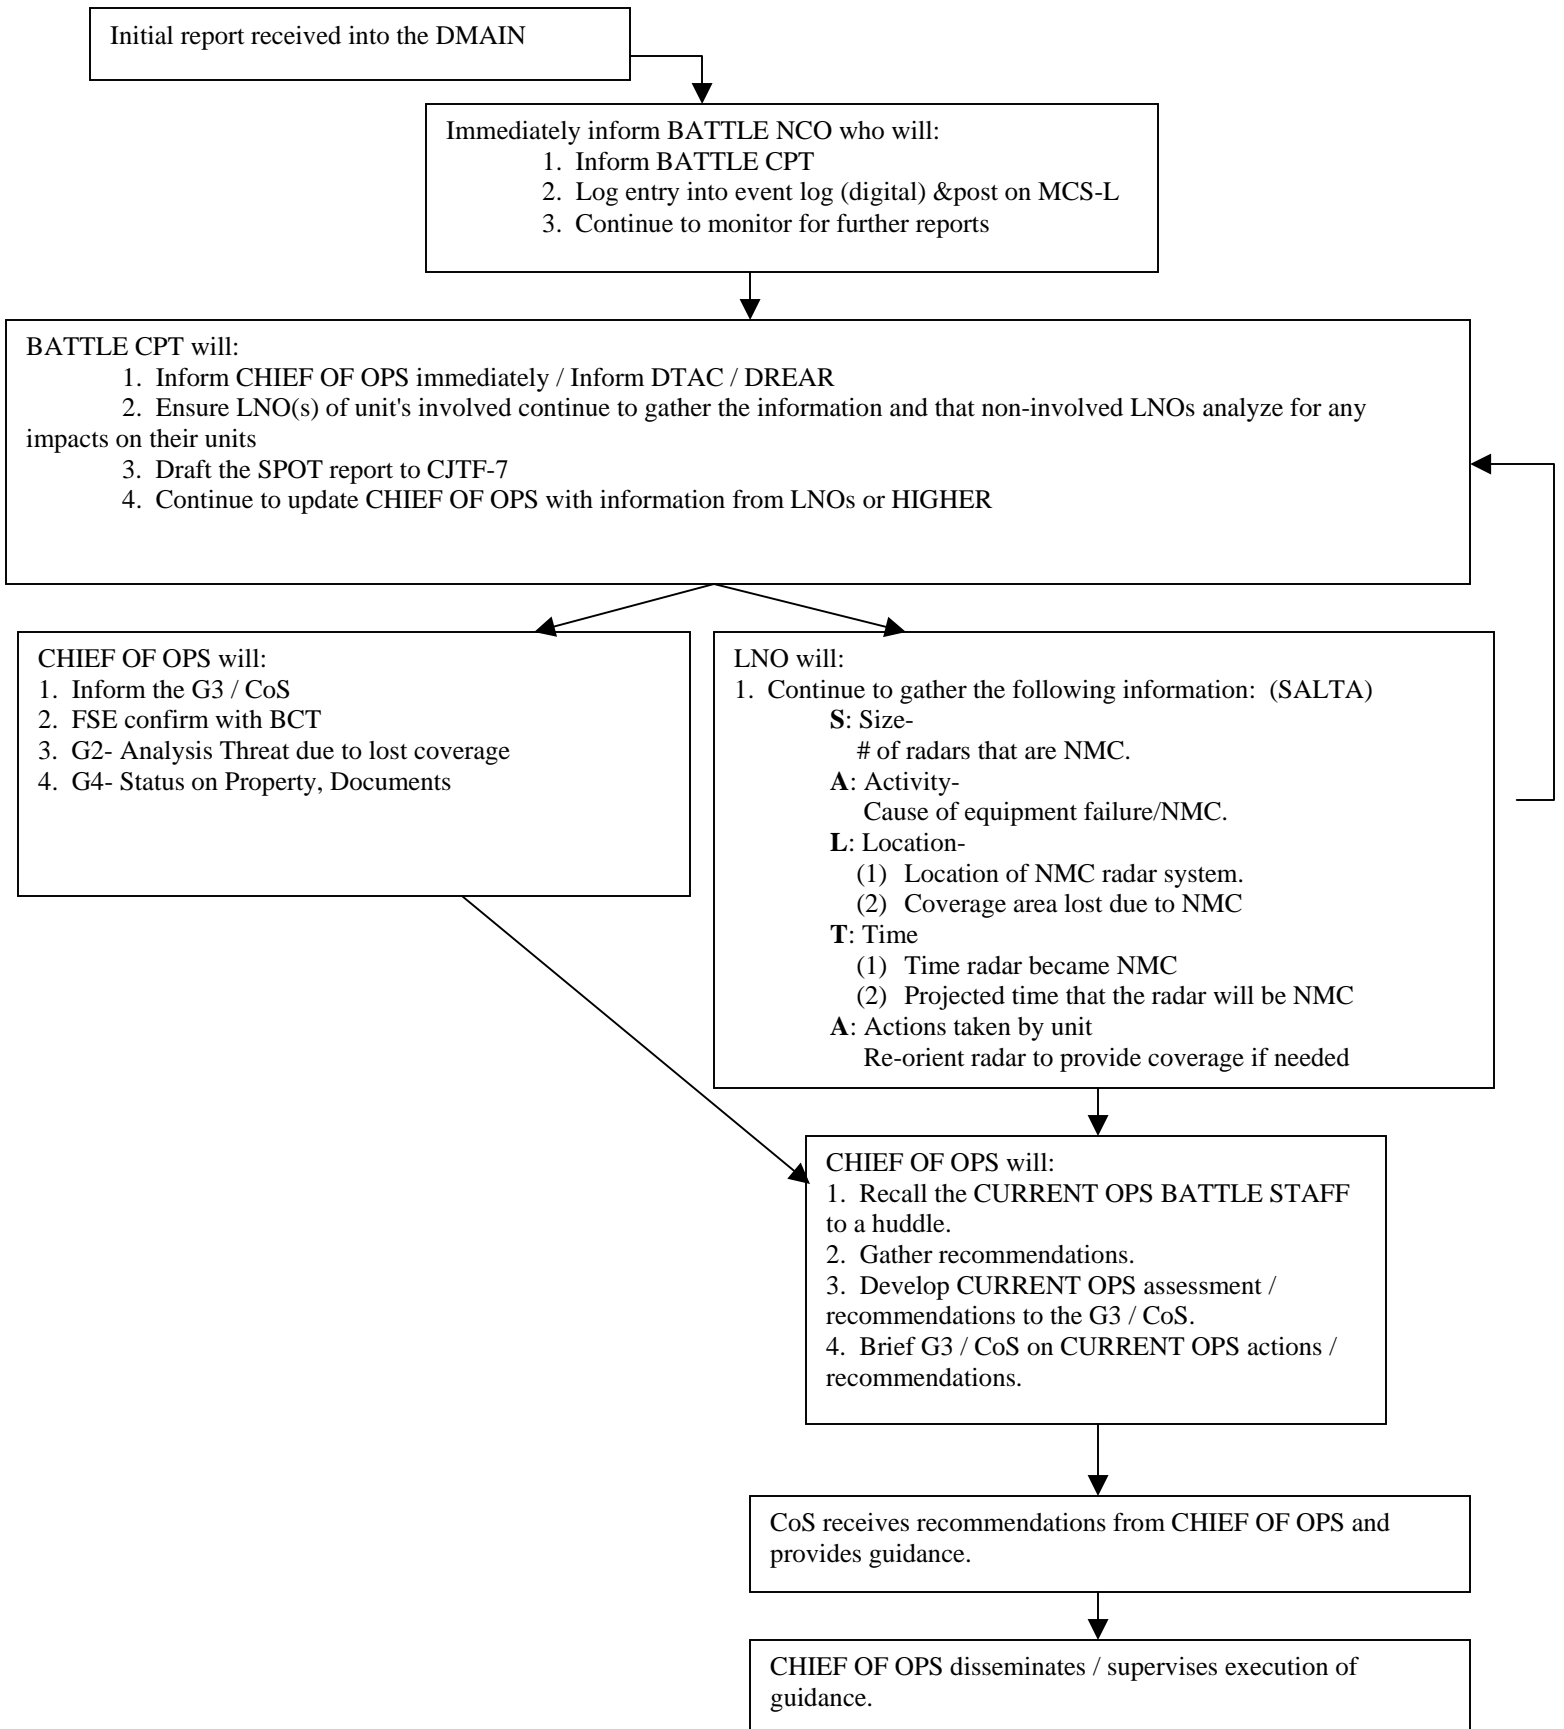 Initial report received into the DMAIN
Immediately inform BATTLE NCO who will:
1. Inform BATTLE CPT
2. Log entry into event log (digital) &post on MCS-L
3. Continue to monitor for further reports
BATTLE CPT will:
1. Inform CHIEF OF OPS immediately / Inform DTAC / DREAR
2. Ensure LNO(s) of unit's involved continue to gather the information and that non-involved LNOs analyze for any
impacts on their units
3. Draft the SPOT report to CJTF-7
4. Continue to update CHIEF OF OPS with information from LNOs or HIGHER
CHIEF OF OPS will:
1. Inform the G3 / CoS
2. FSE confirm with BCT
3. G2- Analysis Threat due to lost coverage
4. G4- Status on Property, Documents
LNO will:
1. Continue to gather the following information: (SALTA)
S: Size-
# of radars that are NMC.
A: Activity-
Cause of equipment failure/NMC.
L: Location-
(1) Location of NMC radar system.
(2) Coverage area lost due to NMC
T: Time
(1) Time radar became NMC
(2) Projected time that the radar will be NMC
A: Actions taken by unit
Re-orient radar to provide coverage if needed
CHIEF OF OPS will:
1. Recall the CURRENT OPS BATTLE STAFF
to a huddle.
2. Gather recommendations.
3. Develop CURRENT OPS assessment /
recommendations to the G3 / CoS.
4. Brief G3 / CoS on CURRENT OPS actions /
recommendations.
CoS receives recommendations from CHIEF OF OPS and
provides guidance.
CHIEF OF OPS disseminates / supervises execution of
guidance.